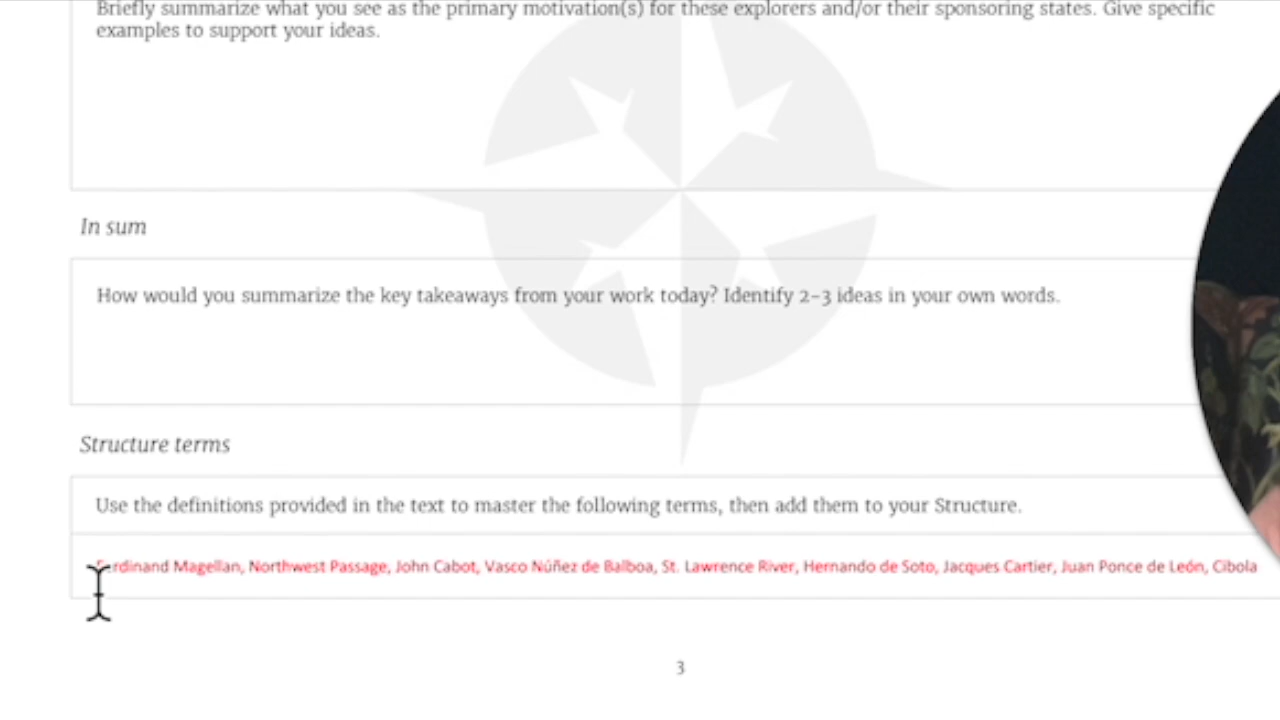 Briefly summarize what you see as the primary motivation(s) for these explorers and/or their sponsoring states. Give specific
examples to support your ideas.
In sum
How would you summarize the key takeaways from your work today? Identify 2-3 ideas in your own words.
Structure terms
Use the definitions provided in the text to master the following terms, then add them to your Structure.
Ferdinand Magellan, Northwest Passage, John Cabot, Vasco Núñez de Balboa, St. Lawrence River, Hernando de Soto, Jacques Cartier, Juan Ponce de León, Cibola
3